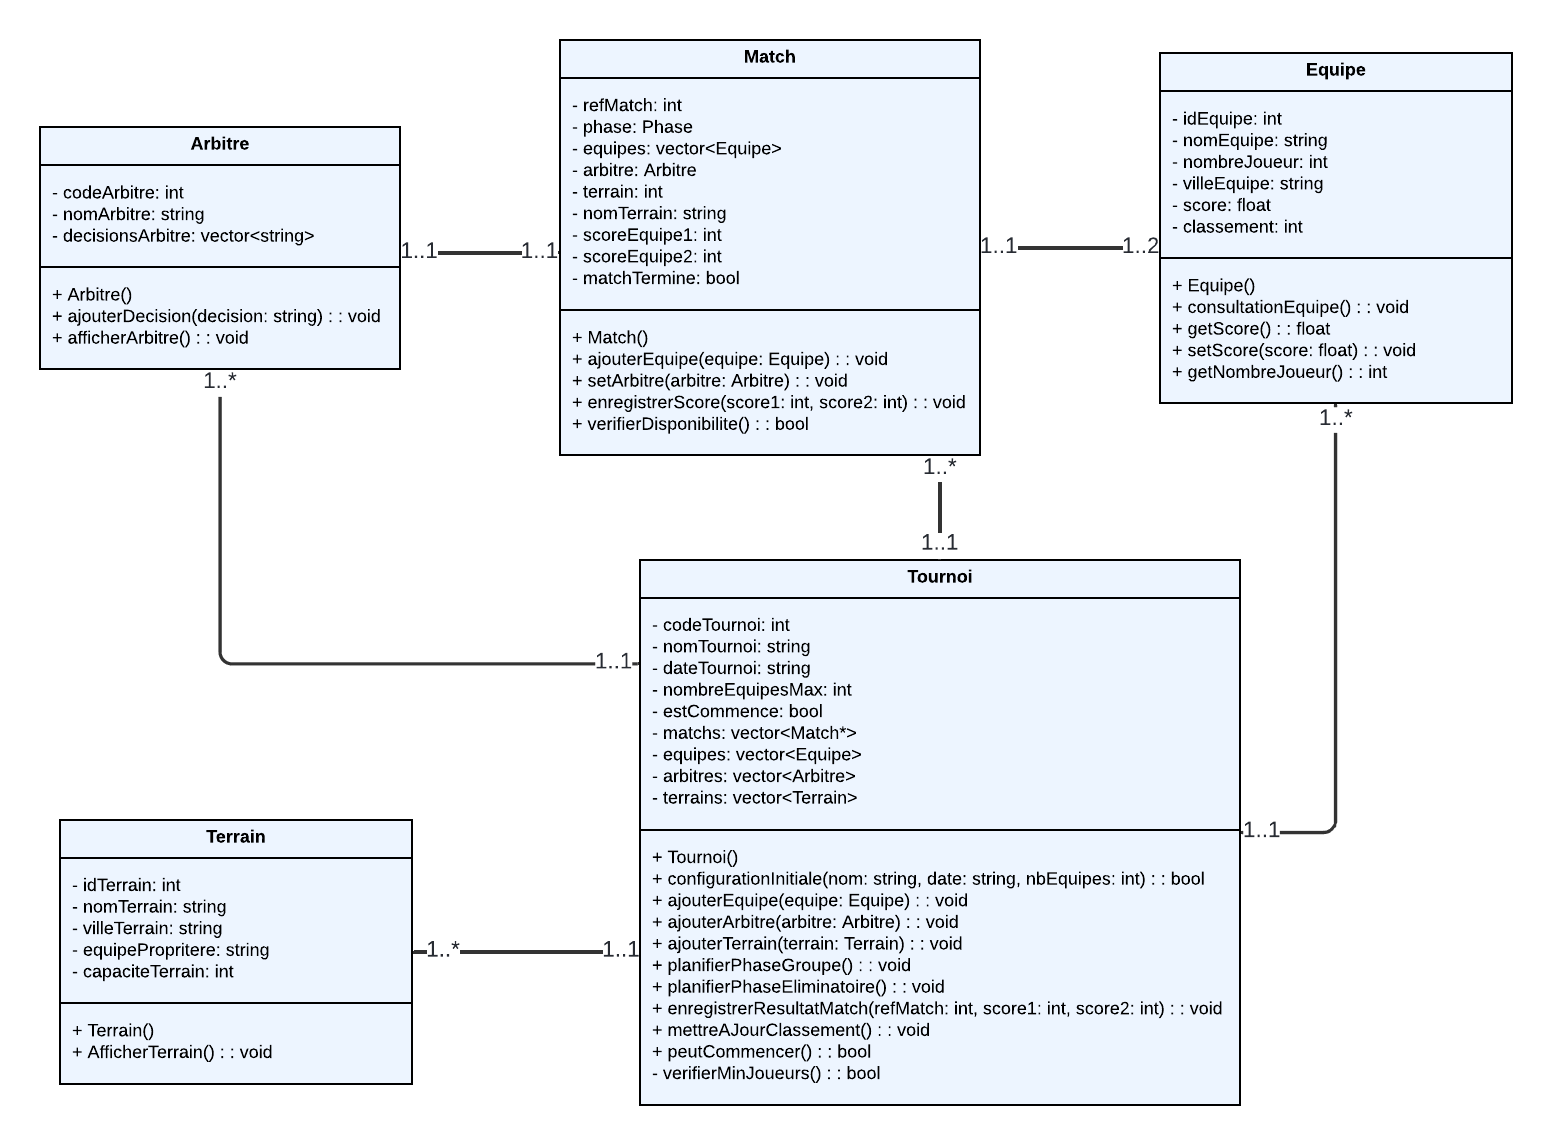 Match
- refMatch: int
- phase: Phase
- equipes: vector<Equipe>
- arbitre: Arbitre
- terrain: int
- nomTerrain: string
- scoreEquipe1: int
- scoreEquipe2: int
- matchTermine: bool
+ Match()
+ ajouterEquipe(equipe: Equipe) : : void
+ setArbitre(arbitre: Arbitre) : : void
+ enregistrerScore(score1: int, score2: int) : : void
+ verifierDisponibilite() : : bool
Equipe
- idEquipe: int
- nomEquipe: string
- nombreJoueur: int
- villeEquipe: string
- score: float
- classement: int
+ Equipe()
+ consultationEquipe() : : void
+ getScore() : : float
+ setScore(score: float) : : void
+ getNombreJoueur() : : int
Arbitre
- codeArbitre: int
- nomArbitre: string
- decisionsArbitre: vector<string>
+ Arbitre()
+ ajouterDecision(decision: string) : : void
+ afficherArbitre() : : void
1..1
1..1
1..1
1..2
1..*
1..*
1..*
1..1
Tournoi
- codeTournoi: int
- nomTournoi: string
- dateTournoi: string
- nombreEquipesMax: int
- estCommence: bool
- matchs: vector<Match*>
- equipes: vector<Equipe>
- arbitres: vector<Arbitre>
- terrains: vector<Terrain>
+ Tournoi()
+ configurationInitiale(nom: string, date: string, nbEquipes: int) : : bool
+ ajouterEquipe(equipe: Equipe) : : void
+ ajouterArbitre(arbitre: Arbitre) : : void
+ ajouterTerrain(terrain: Terrain) : : void
+ planifierPhaseGroupe() : : void
+ planifierPhaseEliminatoire() : : void
+ enregistrerResultatMatch(refMatch: int, score1: int, score2: int) : : void
+ mettreAJourClassement() : : void
+ peutCommencer() : : bool
- verifierMinJoueurs() : : bool
1..1
1..1
Terrain
- idTerrain: int
- nomTerrain: string
- villeTerrain: string
- equipePropritere: string
- capaciteTerrain: int
+ Terrain()
+ AfficherTerrain() : : void
1..*
1..1